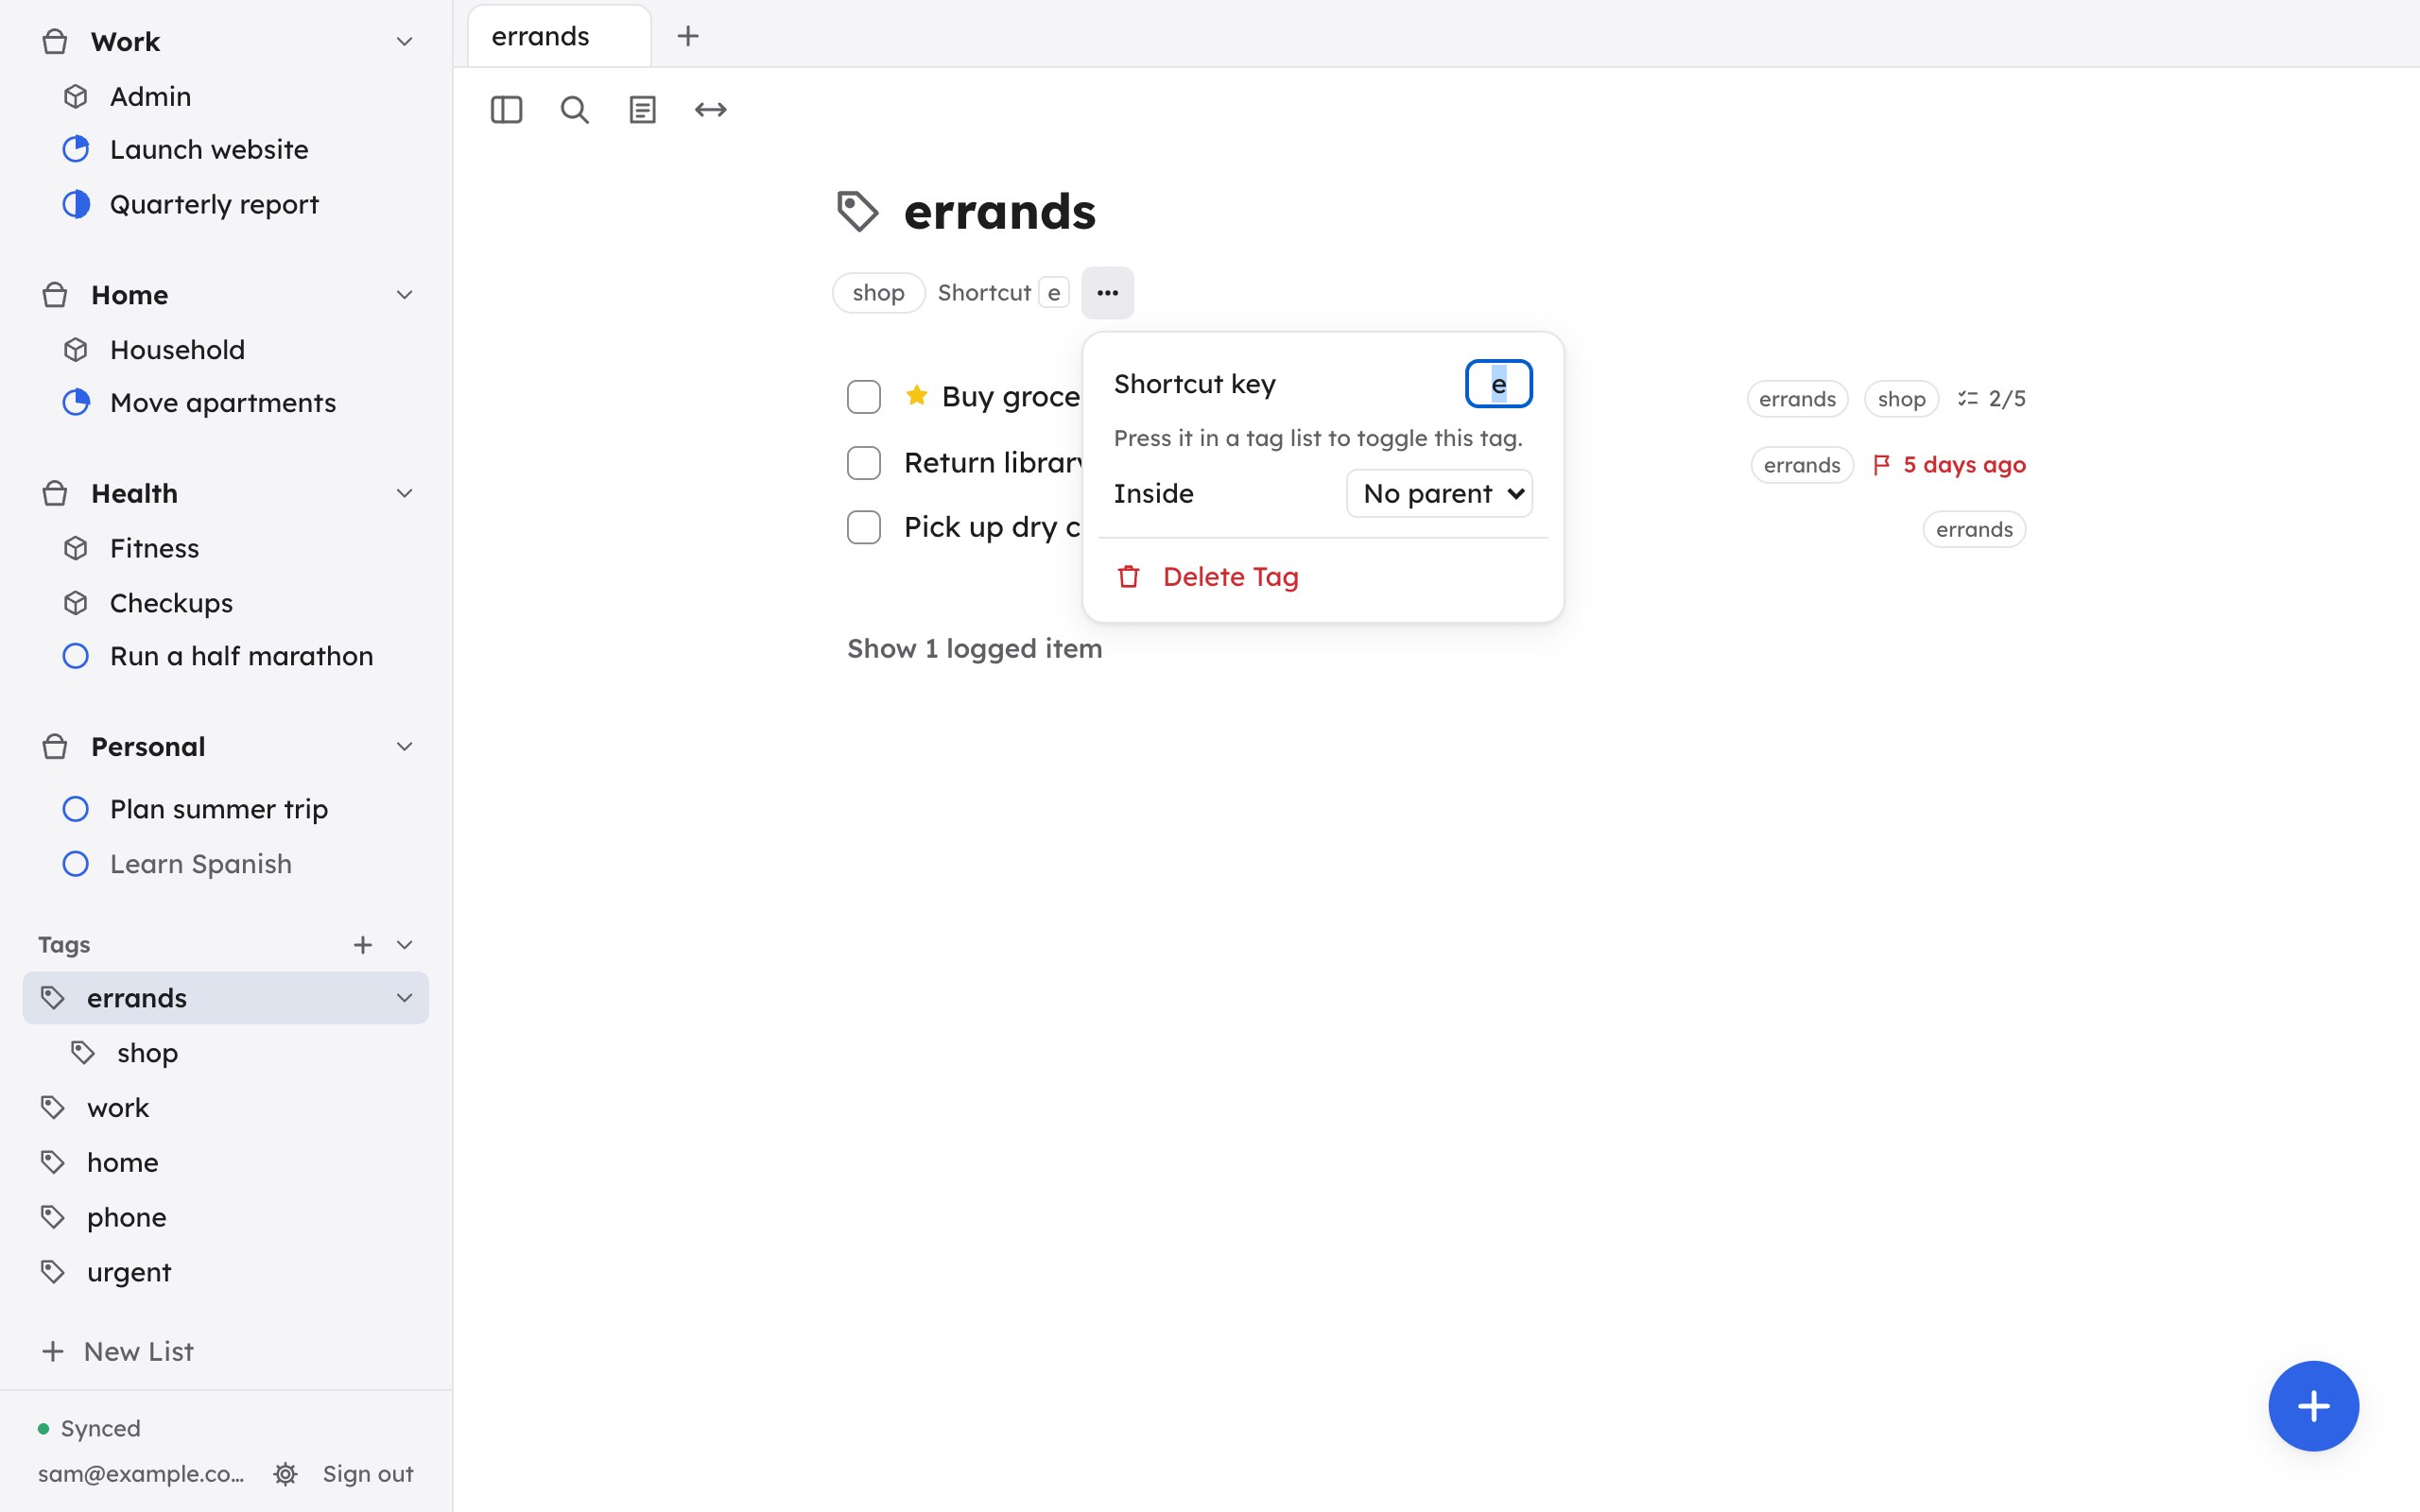 Work
Admin
Launch website
Quarterly report
Home
Household
Move apartments
Health
Fitness
Checkups
Run a half marathon
Personal
Plan summer trip
Learn Spanish
Tags
errands
shop
work
home
phone
urgent
New List
Synced
sam@example.co...
Sign out
errands
errands
shop Shortcut e
Shortcut key e
Press it in a tag list to toggle this tag.
Inside No parent
Delete Tag
Buy groce
errands shop 2/5
Return library
errands 5 days ago
Pick up dry c
errands
Show 1 logged item